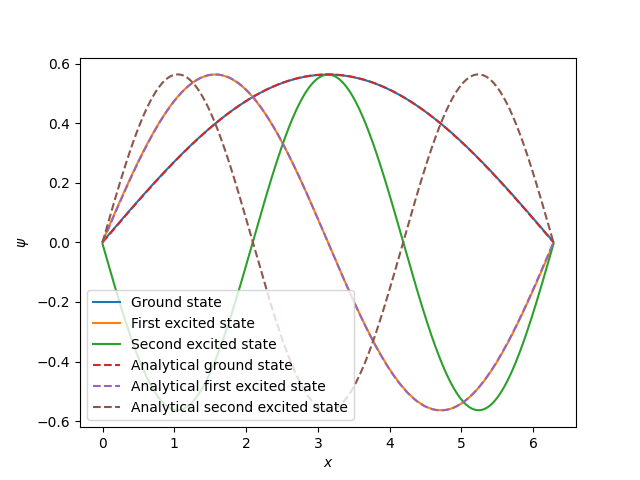 0.6
0.4
0.2
0.0
−0.2
−0.4
−0.6
ψ
Ground state
First excited state
Second excited state
Analytical ground state
Analytical first excited state
Analytical second excited state
0 1 2 3 4 5 6
x